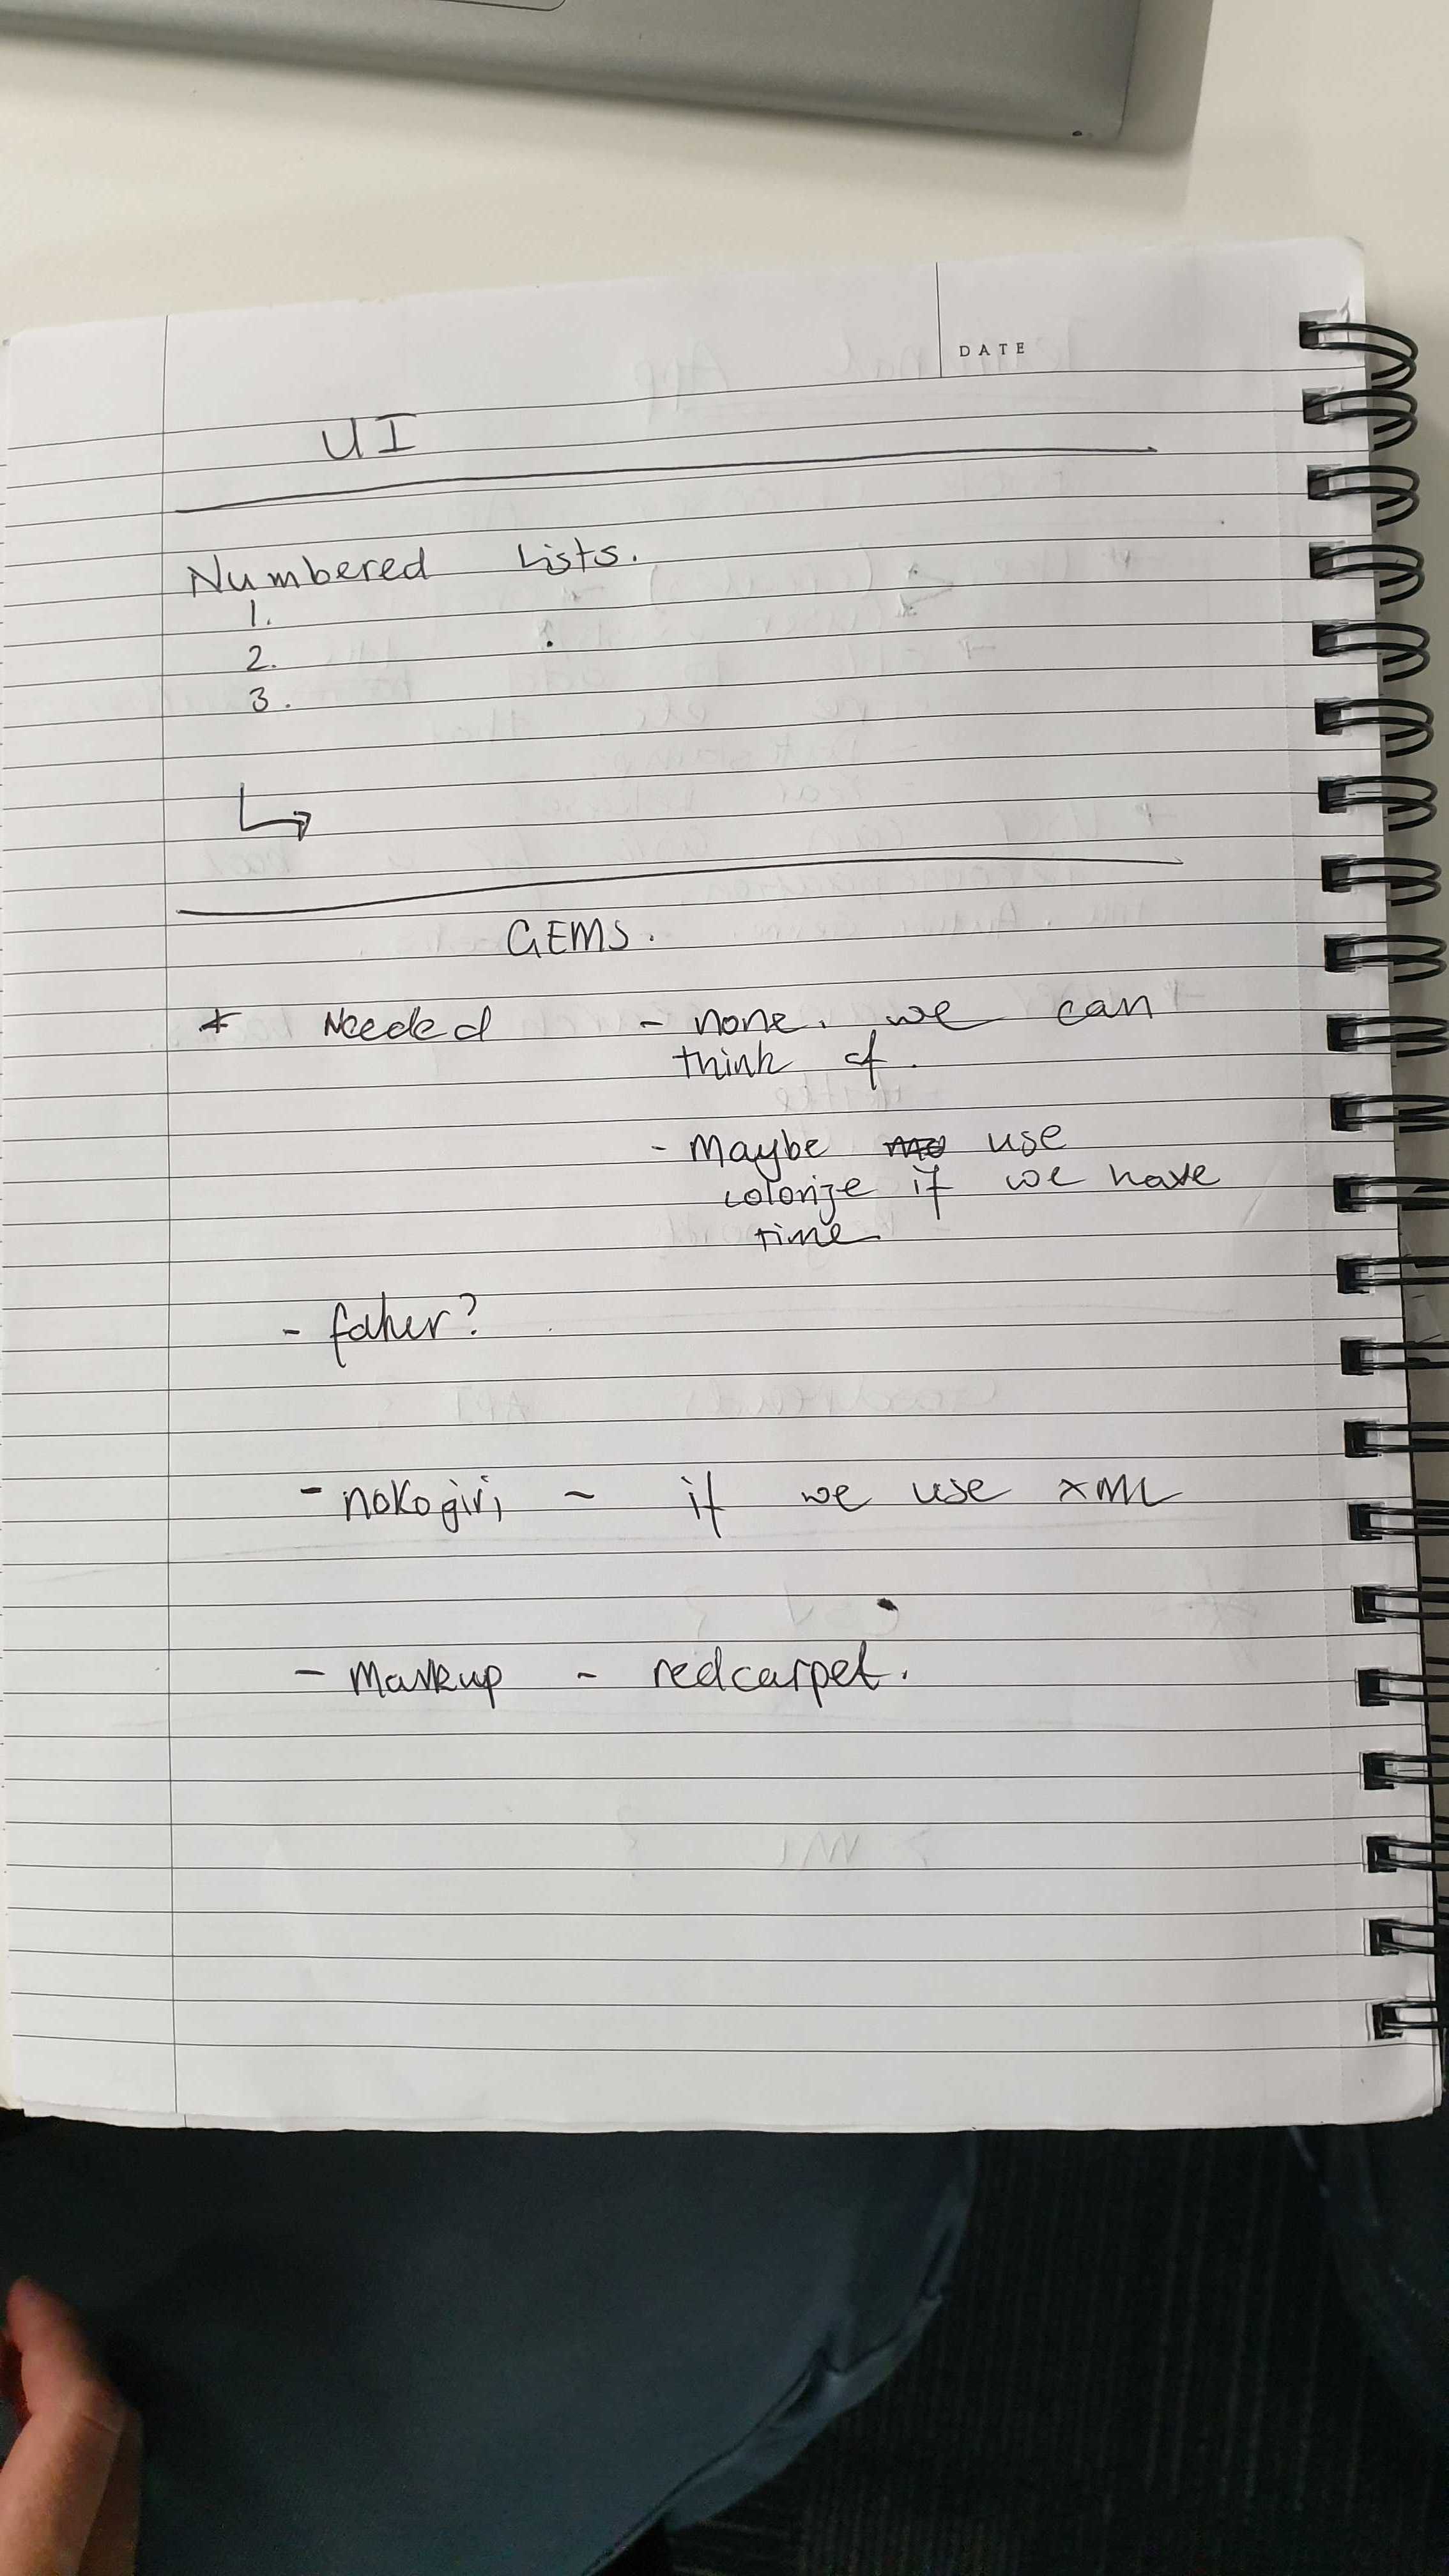 DATE
UI
Numbered Lists.
1.
2.
3.
GEMS.
* Needed - none. we can
think of.
- Maybe use
colorize if we have
time.
- faker?
- nokogiri - if we use XML
- Markup - redcarpet.